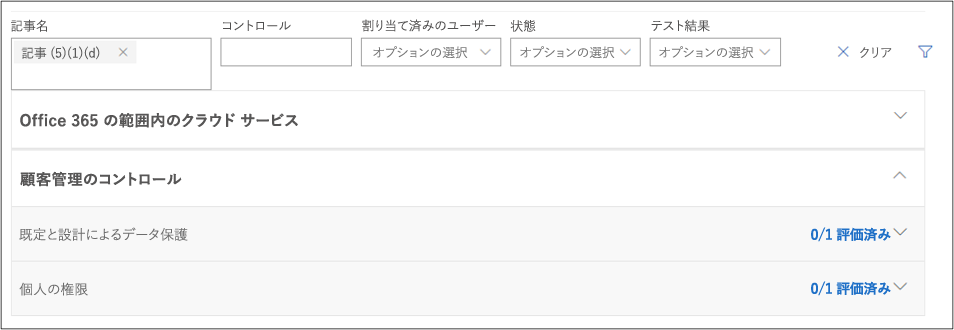 記事名 コントロール 割り当て済みのユーザー 状態 テスト結果
記事 (5)(1)(d) オプションの選択 オプションの選択 オプションの選択 クリア
Office 365 の範囲内のクラウド サービス
顧客管理のコントロール
既定と設計によるデータ保護 0/1 評価済み
個人の権限 0/1 評価済み